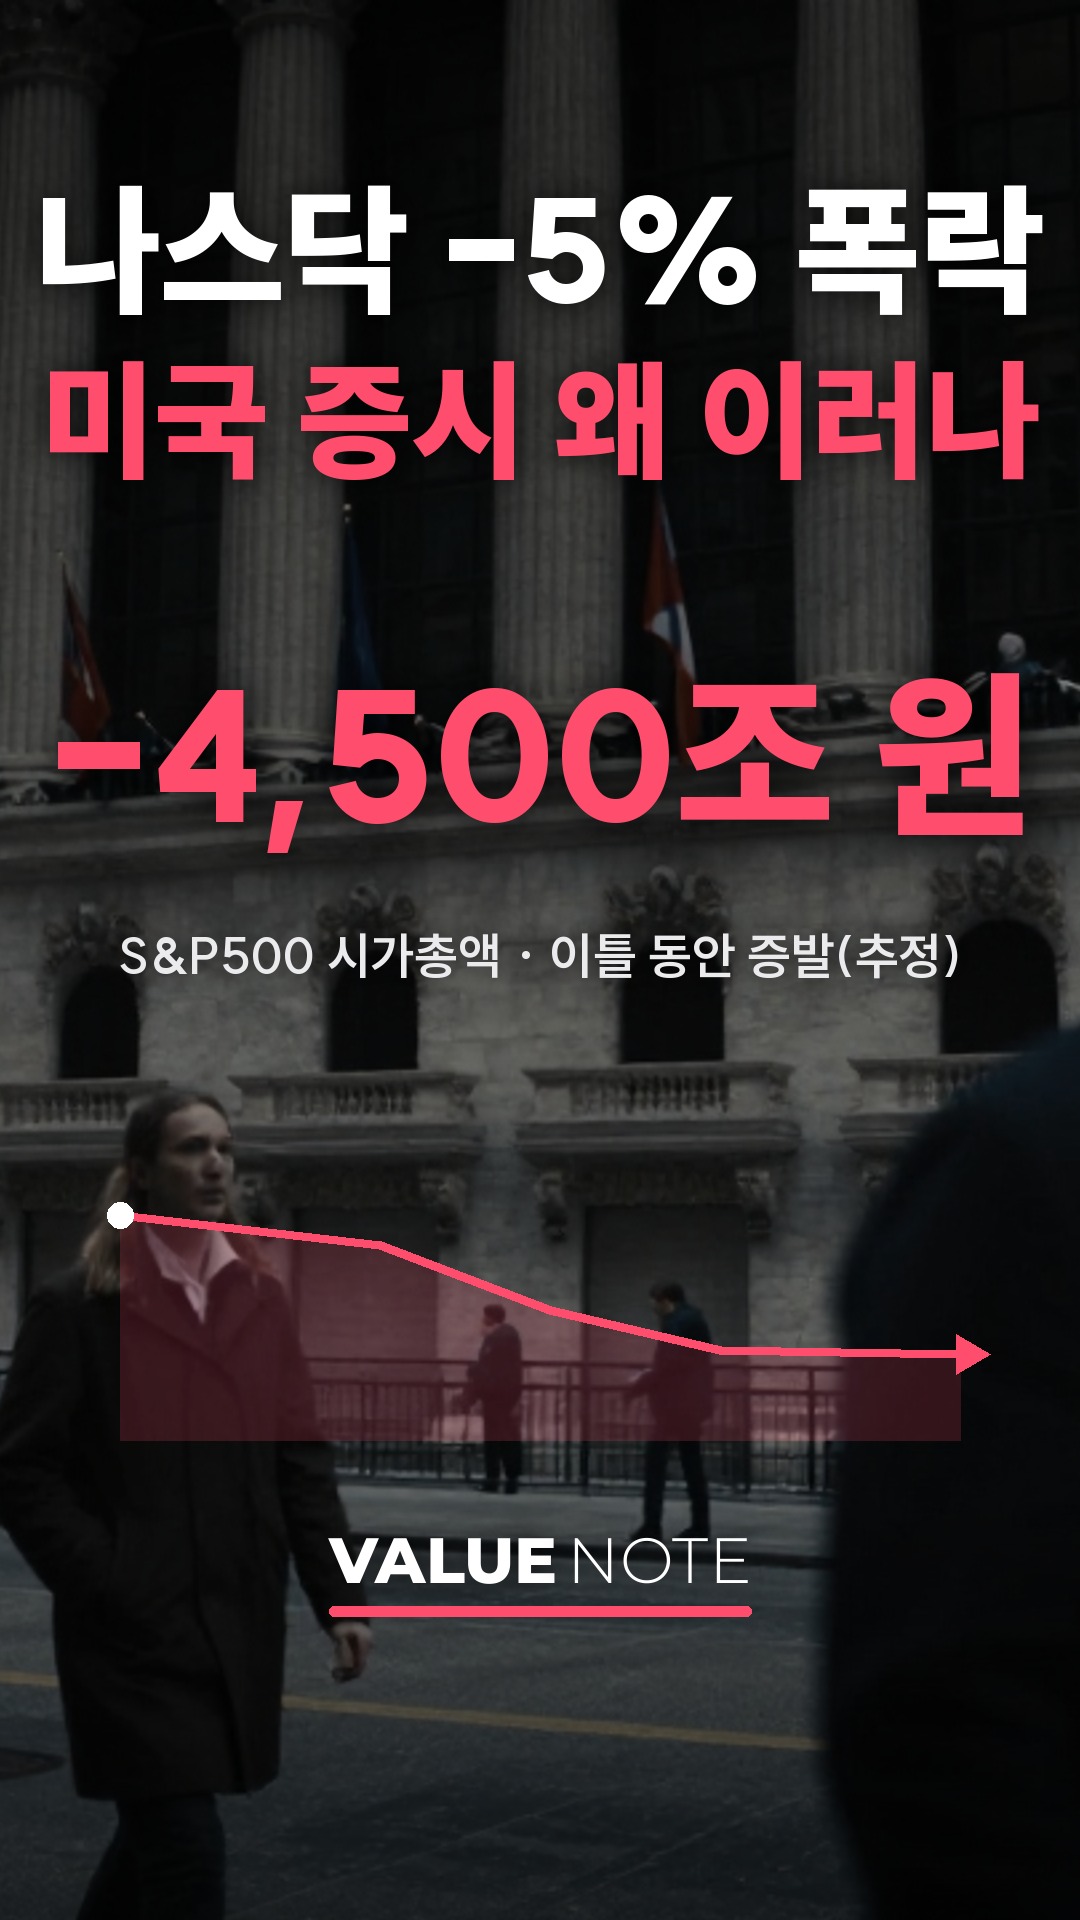 나스닥 -5% 폭락
미국 증시 왜 이러나
-4,500조 원
S&P500 시가총액 · 이틀 동안 증발(추정)
VALUE NOTE